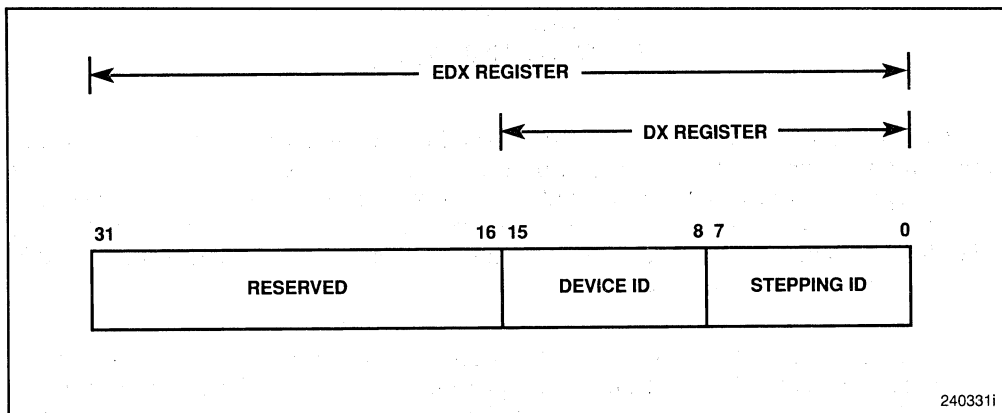 EDX REGISTER
DX REGISTER
31 16 15 8 7 0
RESERVED DEVICE ID STEPPING ID
240331i